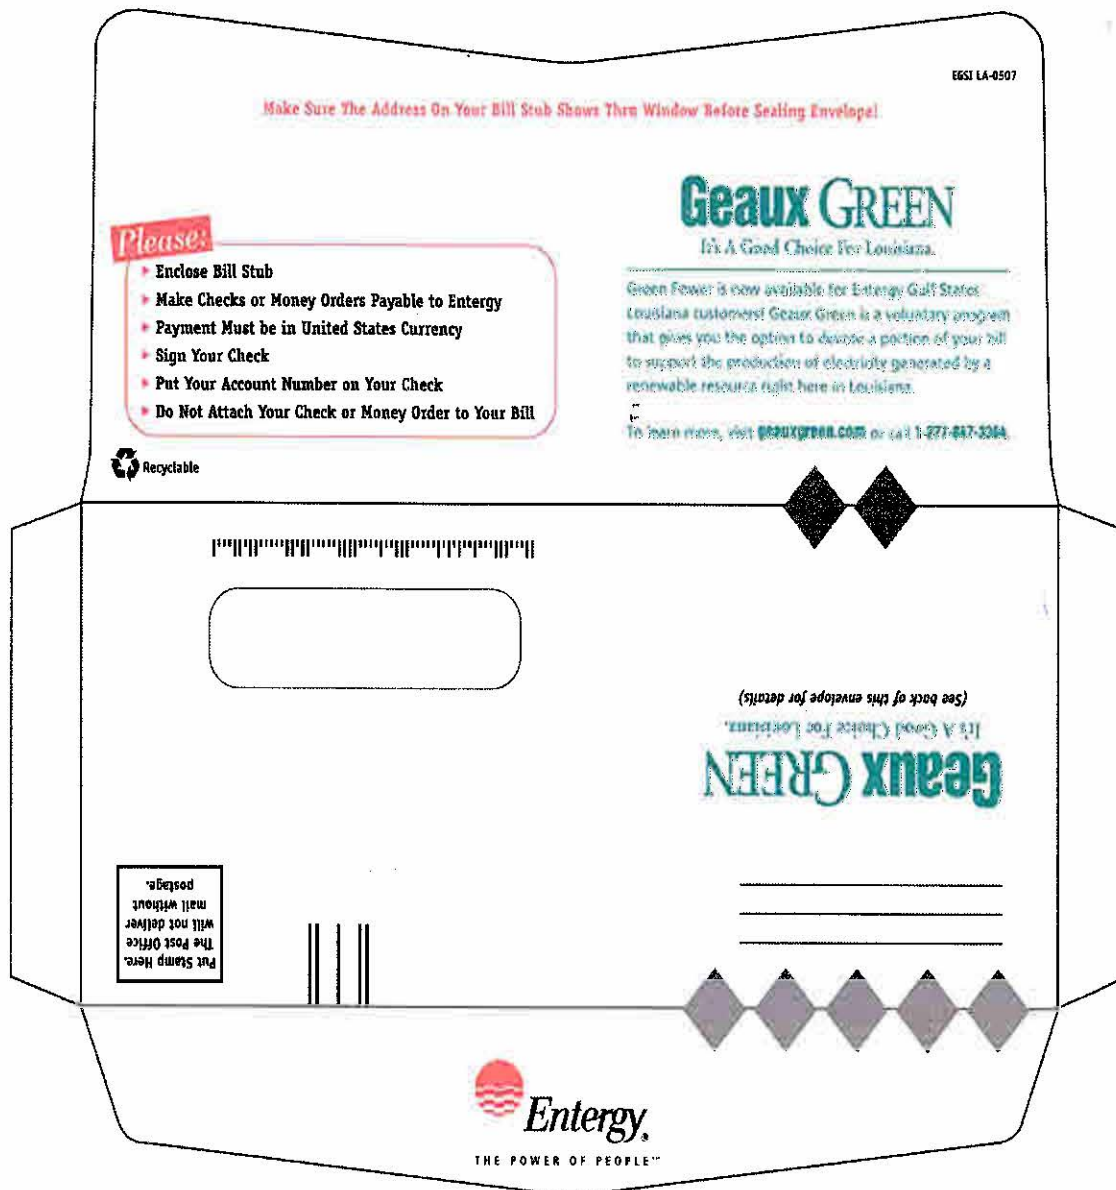 EGSI LA-0507
Make Sure The Address On Your Bill Stub Shows Thru Window Before Sealing Envelope!
Please:
Enclose Bill Stub
Make Checks or Money Orders Payable to Entergy
Payment Must be in United States Currency
Sign Your Check
Put Your Account Number on Your Check
Do Not Attach Your Check or Money Order to Your Bill
Recyclable
Geaux GREEN
It's A Good Choice For Louisiana.
Green Power is now available for Entergy Gulf States
Louisiana customers! Geaux Green is a voluntary program
that gives you the option to devote a portion of your bill
to support the production of electricity generated by a
renewable resource right here in Louisiana.
To learn more, visit geauxgreen.com or call
(See back of this envelope for details)
It's A Good Choice For Louisiana.
Geaux GREEN
Put Stamp Here.
The Post Office
will not deliver
mail without
postage.
Entergy
THE POWER OF PEOPLE™